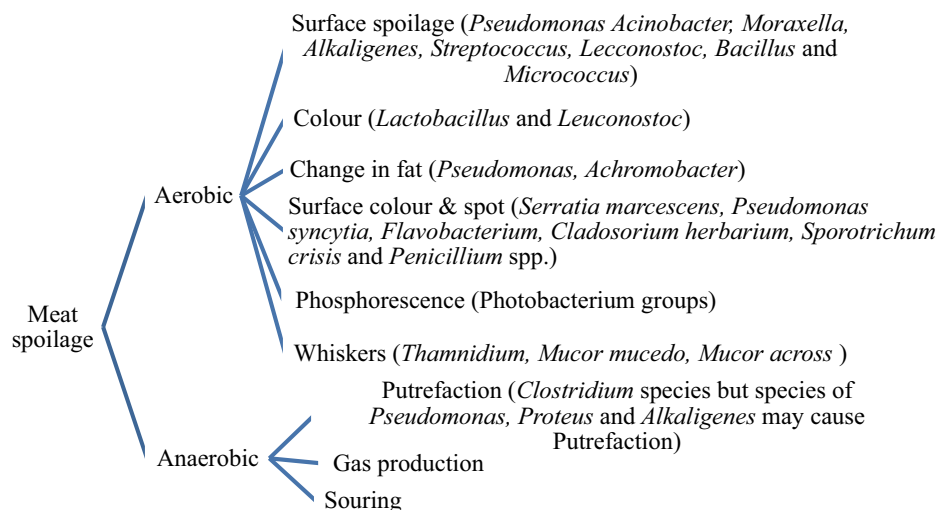 Surface spoilage (Pseudomonas Acinobacter, Moraxella,
Alkaligenes, Streptococcus, Lecconostoc, Bacillus and
Micrococcus)
Colour (Lactobacillus and Leuconostoc)
Change in fat (Pseudomonas, Achromobacter)
Aerobic
Surface colour & spot (Serratia marcescens, Pseudomonas
syncytia, Flavobacterium, Cladosorium herbarium, Sporotrichum
crisis and Penicillium spp.)
Phosphorescence (Photobacterium groups)
Meat
spoilage
Whiskers (Thamnidium, Mucor mucedo, Mucor across )
Putrefaction (Clostridium species but species of
Pseudomonas, Proteus and Alkaligenes may cause
Putrefaction)
Anaerobic
Gas production
Souring